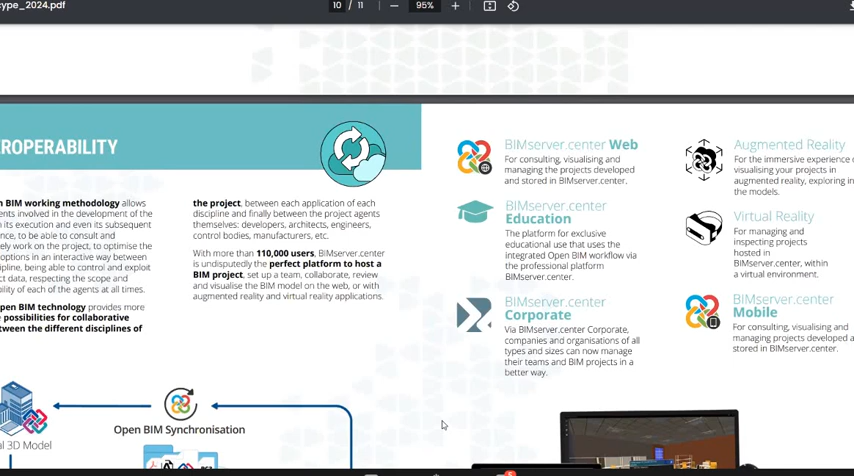 ype_2024.pdf
10 / 11
95%
EROPERABILITY
n BIM working methodology allows
ents involved in the development of the
n its execution and even its subsequent
nce, to be able to consult and
ely work on the project, to optimise the
options in an interactive way between
ipline, being able to control and exploit
ct data, respecting the scope and
bility of each of the agents at all times.
pen BIM technology provides more
e possibilities for collaborative
etween the different disciplines of
the project, between each application of each
discipline and finally between the project agents
themselves: developers, architects, engineers,
control bodies, manufacturers, etc.
With more than 110,000 users, BIMserver.center
is undisputedly the perfect platform to host a
BIM project, set up a team, collaborate, review
and visualise the BIM model on the web, or with
augmented reality and virtual reality applications.
al 3D Model
Open BIM Synchronisation
BIMserver.center Web
For consulting, visualising and
managing the projects developed
and stored in BIMserver.center.
BIMserver.center
Education
The platform for exclusive
educational use that uses the
integrated Open BIM workflow via
the professional platform
BIMserver.center.
BIMserver.center
Corporate
Via BIMserver.center Corporate,
companies and organisations of all
types and sizes can now manage
their teams and BIM projects in a
better way.
Augmented Reality
For the immersive experience o
visualising your projects in
augmented reality, exploring in
the models.
Virtual Reality
For managing and
inspecting projects
hosted in
BIMserver.center, within
a virtual environment.
BIMserver.center
Mobile
For consulting, visualising and
managing projects developed a
stored in BIMserver.center.